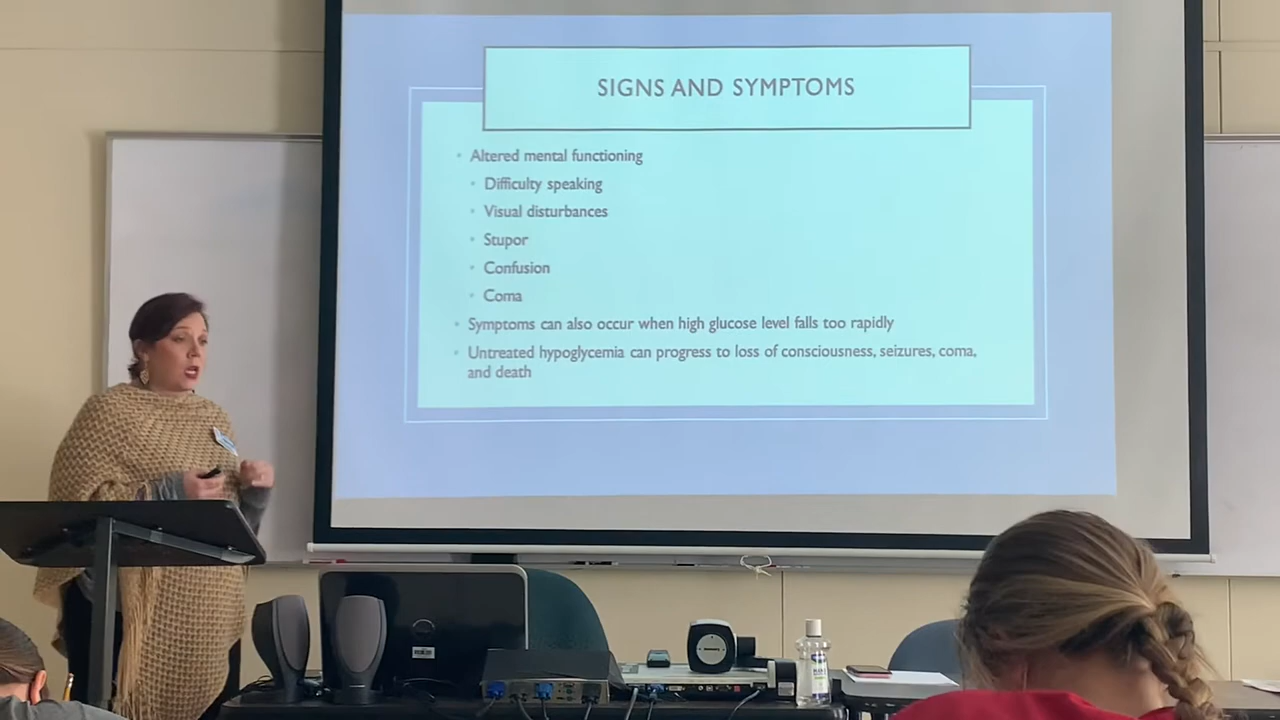 SIGNS AND SYMPTOMS
Altered mental functioning
Difficulty speaking
Visual disturbances
Stupor
Confusion
Coma
Symptoms can also occur when high glucose level falls too rapidly
Untreated hypoglycemia can progress to loss of consciousness, seizures, coma,
and death